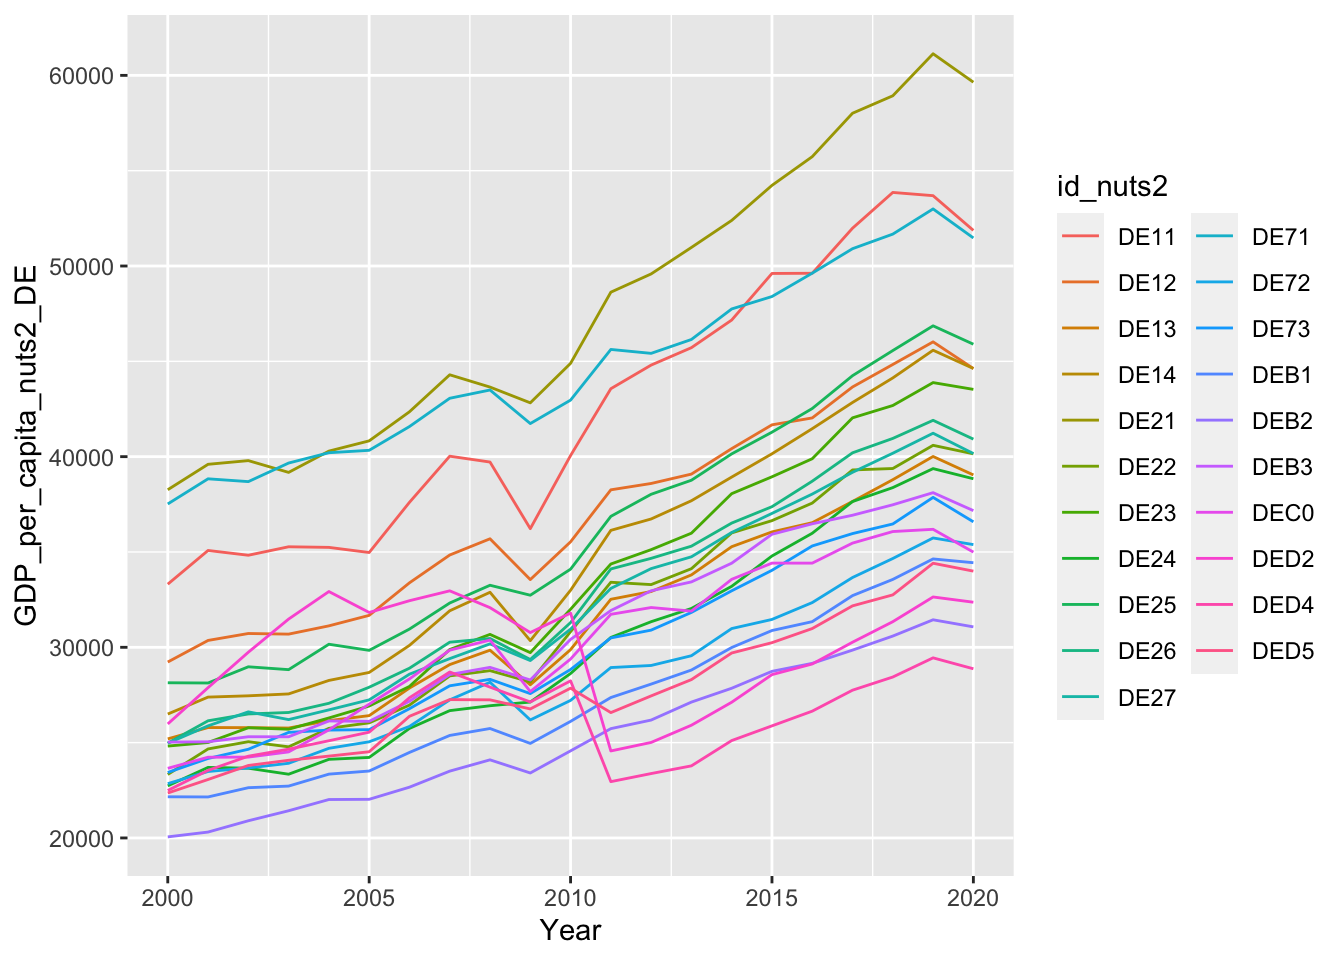 60000
50000
40000
30000
20000
GDP_per_capita_nuts2_DE
2000 2005 2010 2015 2020
Year
id_nuts2
DE11 DE71
DE12 DE72
DE13 DE73
DE14 DEB1
DE21 DEB2
DE22 DEB3
DE23 DEC0
DE24 DED2
DE25 DED4
DE26 DED5
DE27